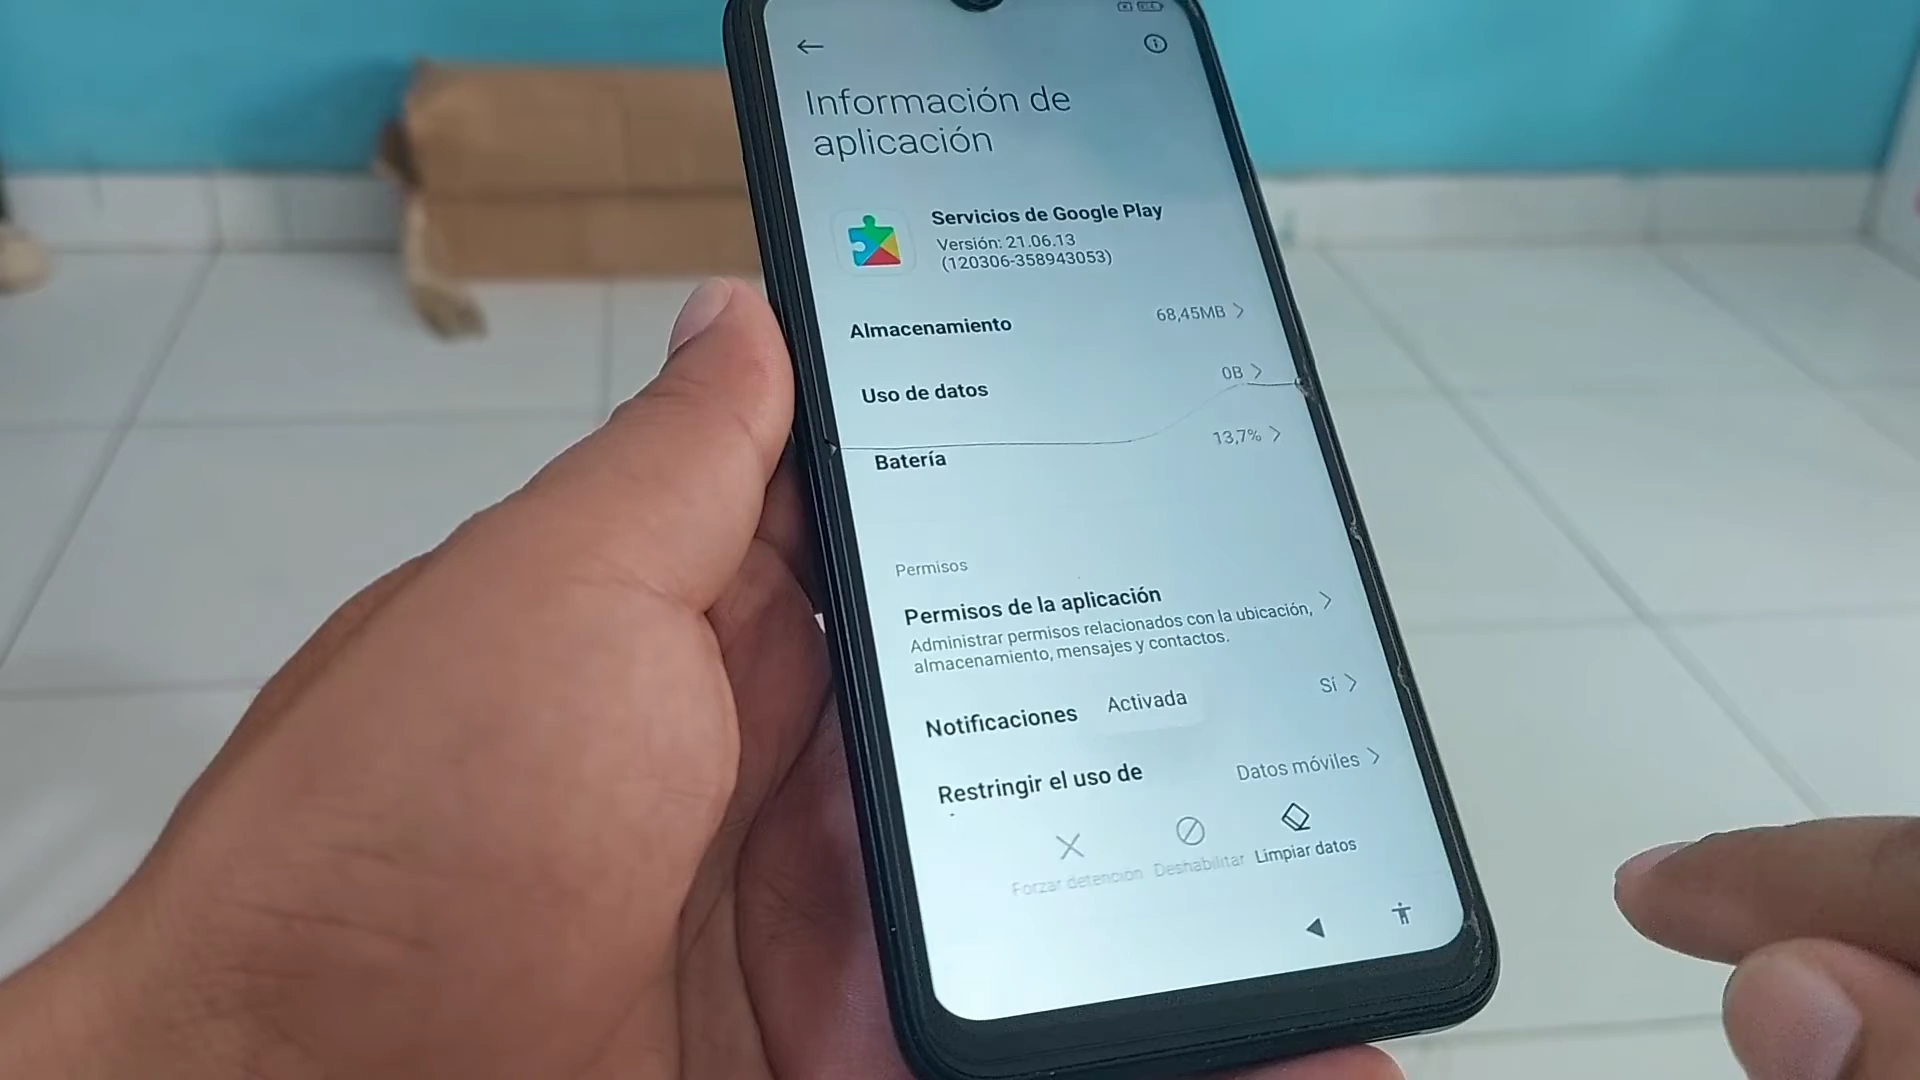 Información de
aplicación
Servicios de Google Play
Versión: 21.06.13
(120306-358943053)
Almacenamiento 68,45MB
Uso de datos 0B
Batería 13,7%
Permisos
Permisos de la aplicación
Administrar permisos relacionados con la ubicación,
almacenamiento, mensajes y contactos.
Notificaciones Activada Sí
Restringir el uso de Datos móviles
Forzar detención Deshabilitar Limpiar datos